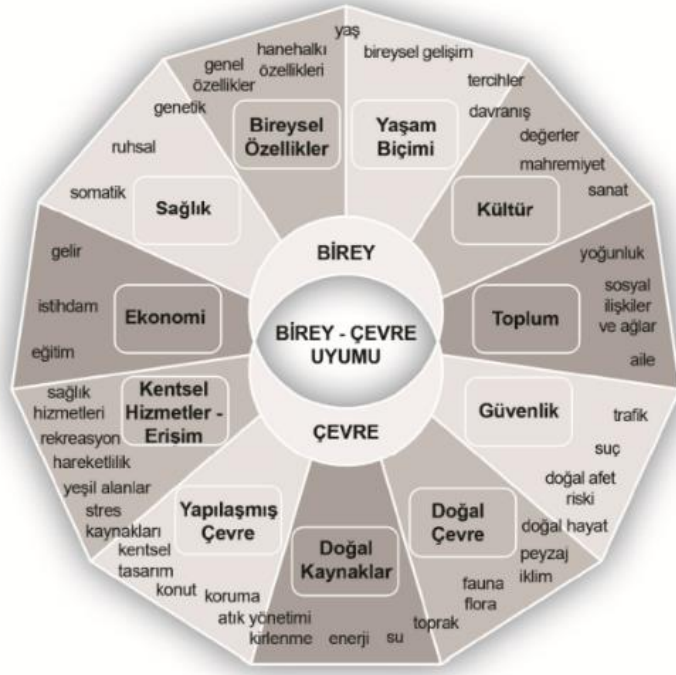 yaş
bireysel gelişim
tercihler
davranış
Yaşam
Biçimi
değerler
mahremiyet
sanat
Kültür
yoğunluk
sosyal
ilişkiler
ve ağlar
aile
Toplum
trafik
suç
doğal afet
riski
Güvenlik
doğal hayat
peyzaj
iklim
fauna
flora
toprak
Doğal
Çevre
su
enerji
kirlenme
atık yönetimi
Doğal
Kaynaklar
koruma
konut
kentsel
tasarım
Yapılaşmış
Çevre
sağlık
hizmetleri
rekreasyon
hareketlilik
yeşil alanlar
stres
kaynakları
Kentsel
Hizmetler -
Erişim
gelir
istihdam
eğitim
Ekonomi
somatik
ruhsal
genetik
Sağlık
genel
özellikler
hanehalkı
özellikleri
Bireysel
Özellikler
BİREY
BİREY - ÇEVRE
UYUMU
ÇEVRE